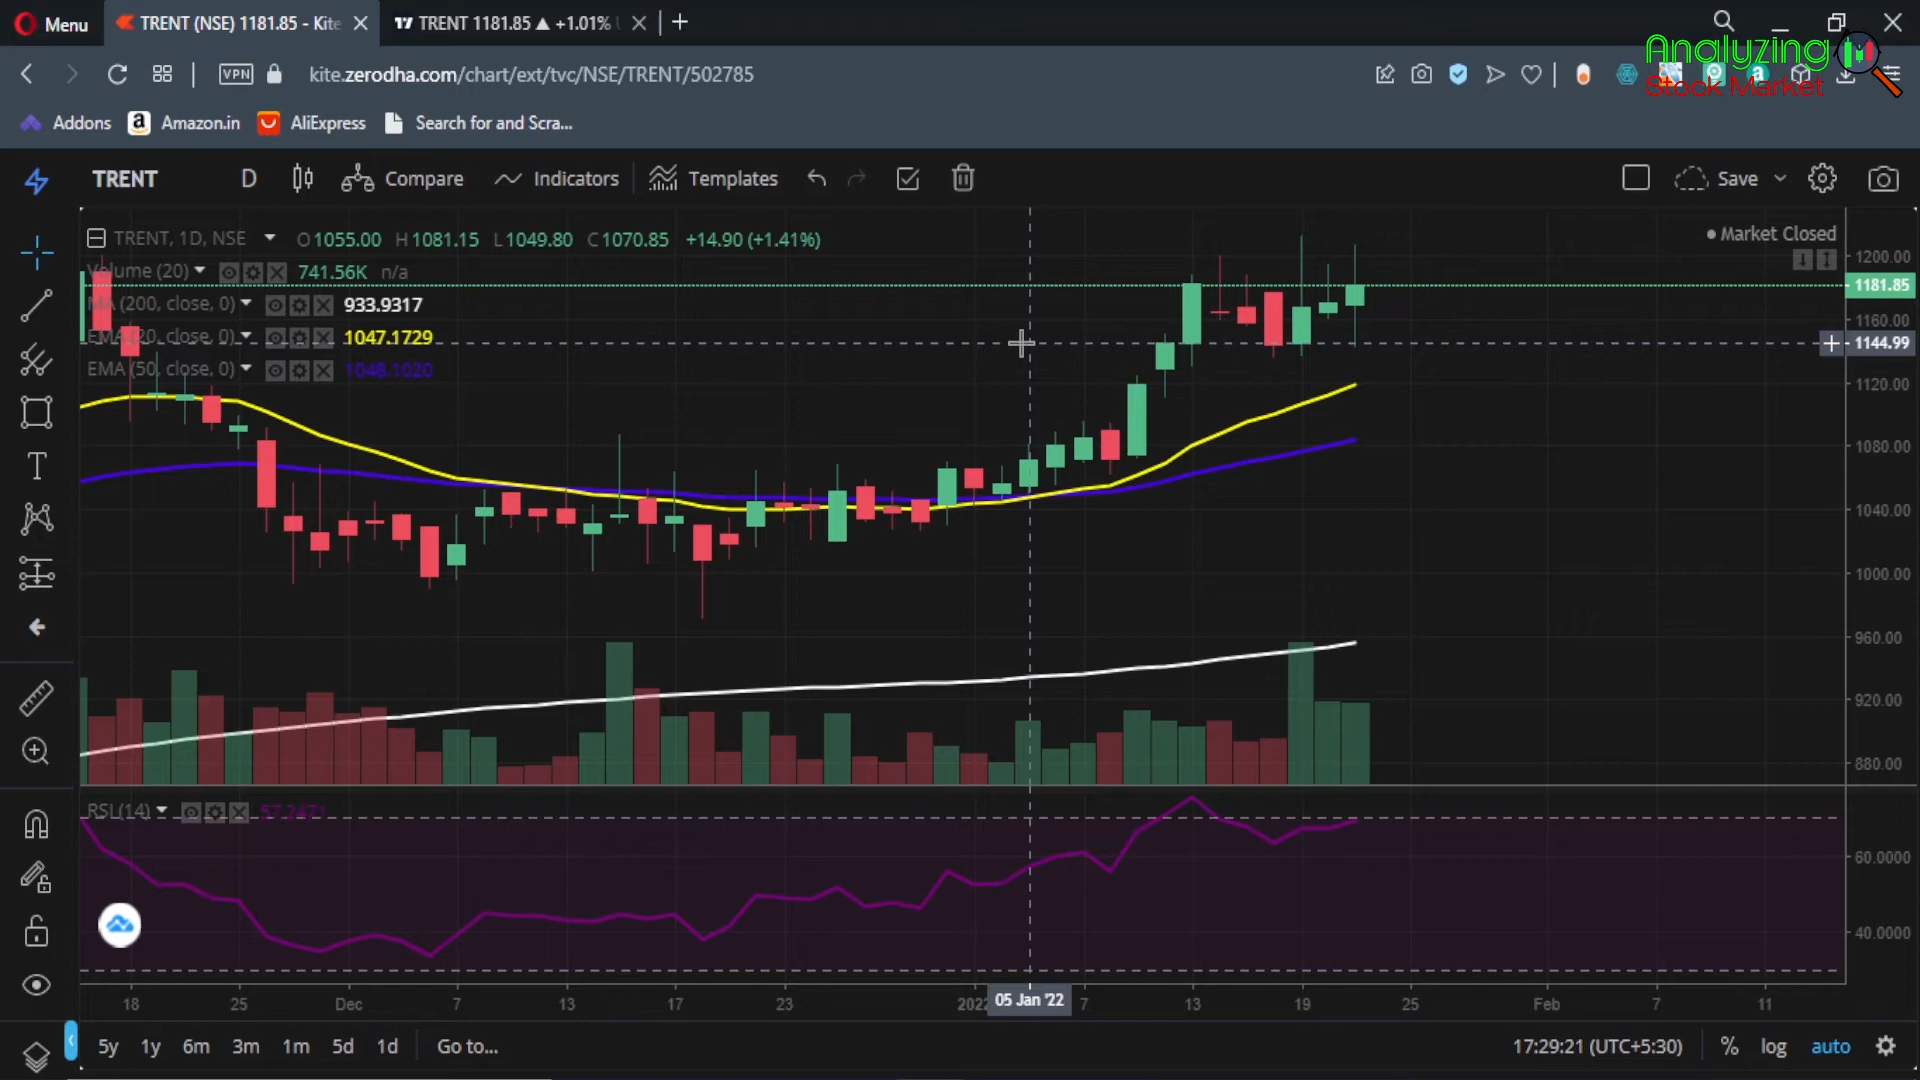 Menu
TRENT (NSE) 1181.85 - Kite
TRENT 1181.85 ▲ +1.01%
Analyzing
Stock Market
VPN
kite.zerodha.com/chart/ext/tvc/NSE/TRENT/502785
Addons
Amazon.in
AliExpress
Search for and Scra...
TRENT
D
Compare
Indicators
Templates
Save
TRENT, 1D, NSE
O1055.00 H1081.15 L1049.80 C1070.85 +14.90 (+1.41%)
Market Closed
Volume (20)
741.56K n/a
MA (200, close, 0)
933.9317
EMA (20, close, 0)
1047.1729
EMA (50, close, 0)
1048.1020
1200.00
1181.85
1160.00
1144.99
1120.00
1080.00
1040.00
1000.00
960.00
920.00
880.00
RSI (14)
57.2471
60.0000
40.0000
18 25 Dec 7 13 17 23 2022 05 Jan '22 7 13 19 25 Feb 7 11
5y 1y 6m 3m 1m 5d 1d Go to...
17:29:21 (UTC+5:30) % log auto